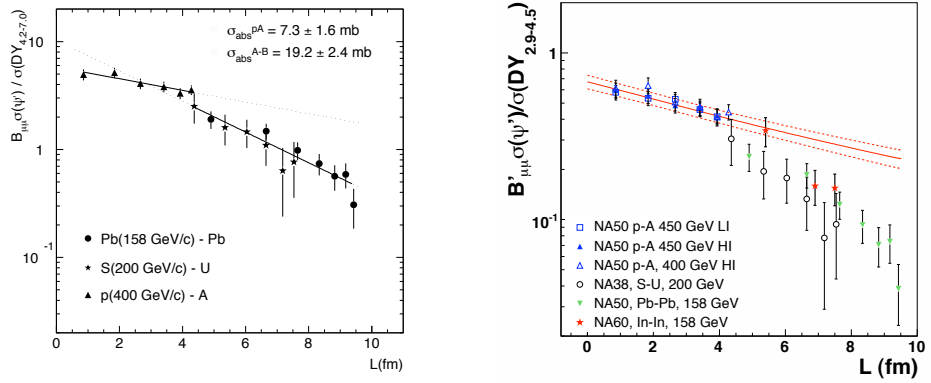 σabs^pA = 7.3 ± 1.6 mb
σabs^A-B = 19.2 ± 2.4 mb
Bμμσ(ψ') / σ(DY4.2-7.0)
10
1
10^-1
Pb(158 GeV/c) - Pb
S(200 GeV/c) - U
p(400 GeV/c) - A
0 2 4 6 8 10
L(fm)
B'μμσ(ψ')/σ(DY2.9-4.5)
1
10^-1
NA50 p-A 450 GeV LI
NA50 p-A 450 GeV HI
NA50 p-A, 400 GeV HI
NA38, S-U, 200 GeV
NA50, Pb-Pb, 158 GeV
NA60, In-In, 158 GeV
0 2 4 6 8 10
L (fm)